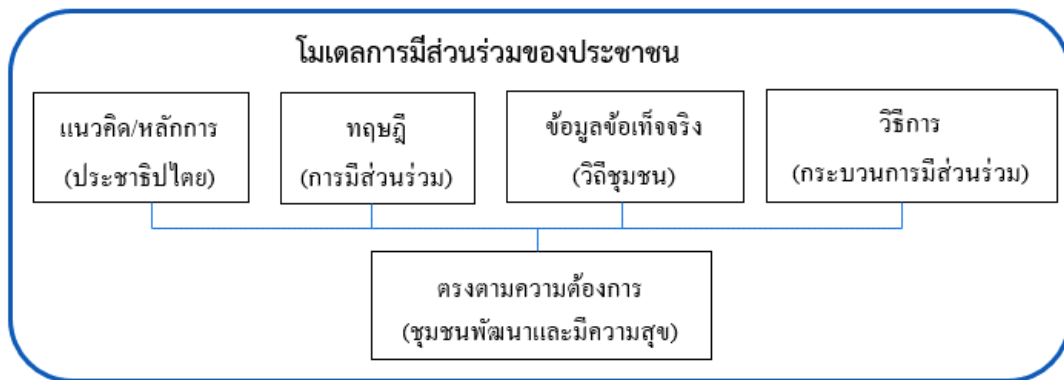 โมเดลการมีส่วนร่วมของประชาชน
แนวคิด/หลักการ
(ประชาธิปไตย)
ทฤษฎี
(การมีส่วนร่วม)
ข้อมูลข้อเท็จจริง
(วิถีชุมชน)
วิธีการ
(กระบวนการมีส่วนร่วม)
ตรงตามความต้องการ
(ชุมชนพัฒนาและมีความสุข)